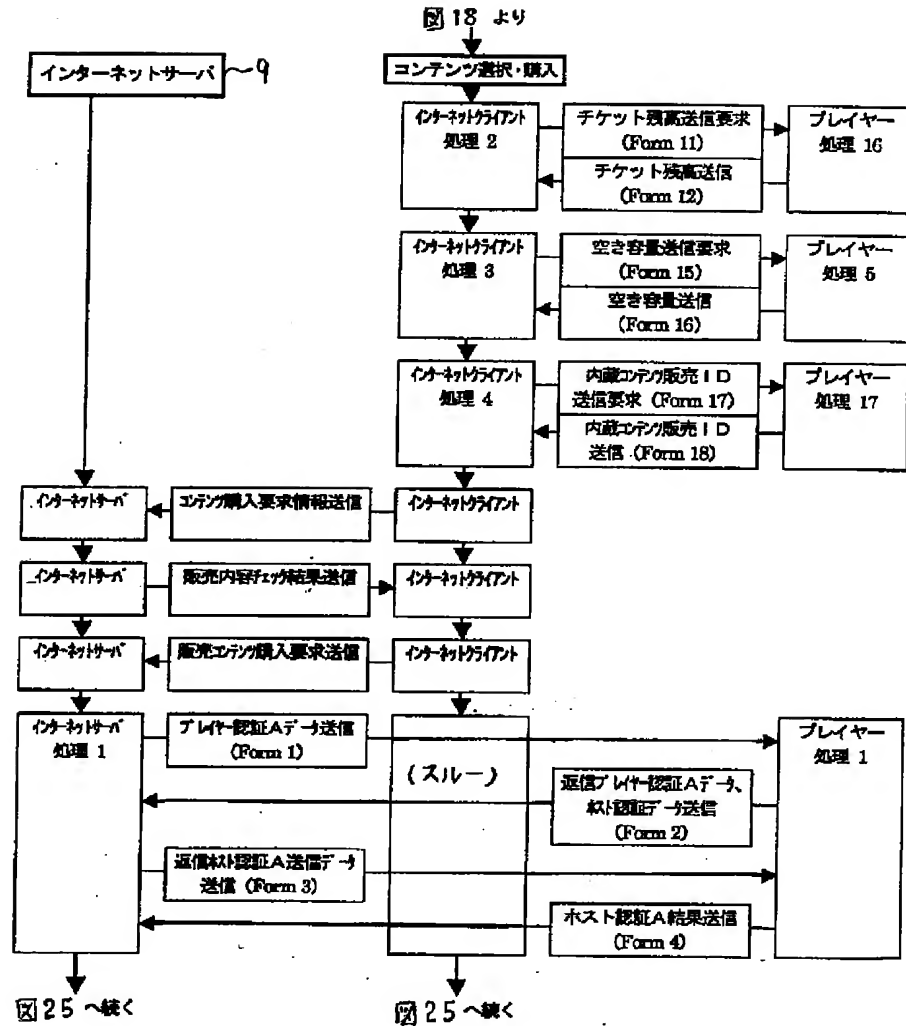 図18 より
インターネットサーバ
9
コンテンツ選択・購入
インターネットクライアント
処理 2
チケット残高送信要求
(Form 11)
チケット残高送信
(Form 12)
プレイヤー
処理 16
インターネットクライアント
処理 3
空き容量送信要求
(Form 15)
空き容量送信
(Form 16)
プレイヤー
処理 5
インターネットクライアント
処理 4
内蔵コンテンツ販売ID
送信要求 (Form 17)
内蔵コンテンツ販売ID
送信 (Form 18)
プレイヤー
処理 17
インターネットサーバ
コンテンツ購入要求情報送信
インターネットクライアント
インターネットサーバ
販売内容チェック結果送信
インターネットクライアント
インターネットサーバ
販売コンテンツ購入要求送信
インターネットクライアント
インターネットサーバ
処理 1
プレイヤー認証Aデータ送信
(Form 1)
(スルー)
プレイヤー
処理 1
返信プレイヤー認証Aデータ、
ホスト認証データ送信
(Form 2)
返信ホスト認証A送信データ
送信 (Form 3)
ホスト認証A結果送信
(Form 4)
図25 へ続く
図25 へ続く